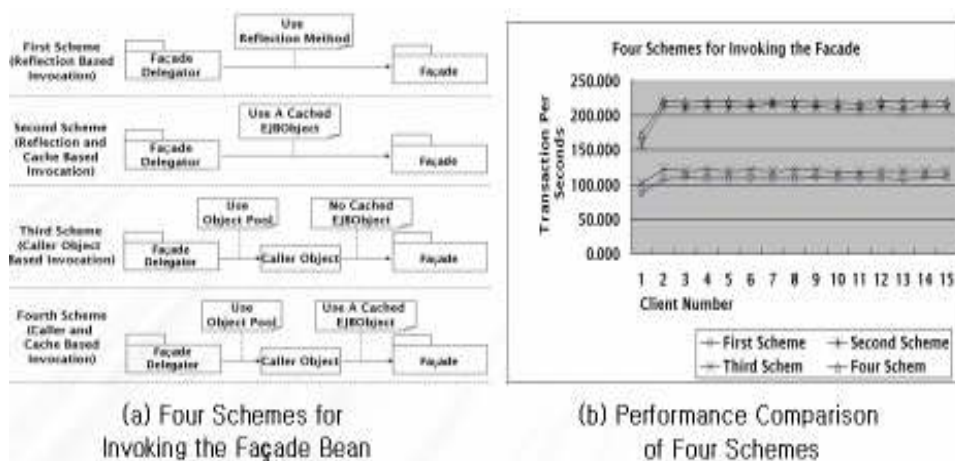 First Scheme
(Reflection Based
Invocation)
Façade
Delegator
Use
Reflection Method
Façade
Second Scheme
(Reflection and
Cache Based
Invocation)
Façade
Delegator
Use A Cached
EJBObject
Façade
Third Scheme
(Caller Object
Based Invocation)
Façade
Delegator
Use
Object Pool
Caller Object
No Cached
EJBObject
Façade
Fourth Scheme
(Caller and
Cache Based
Invocation)
Façade
Delegator
Use
Object Pool
Caller Object
Use A Cached
EJBObject
Façade
(a) Four Schemes for
Invoking the Façade Bean
Four Schemes for Invoking the Facade
Transaction Per
Seconds
250.000
200.000
150.000
100.000
50.000
0.000
1 2 3 4 5 6 7 8 9 10 11 12 13 14 15
Client Number
First Scheme
Second Scheme
Third Schem
Four Schem
(b) Performance Comparison
of Four Schemes